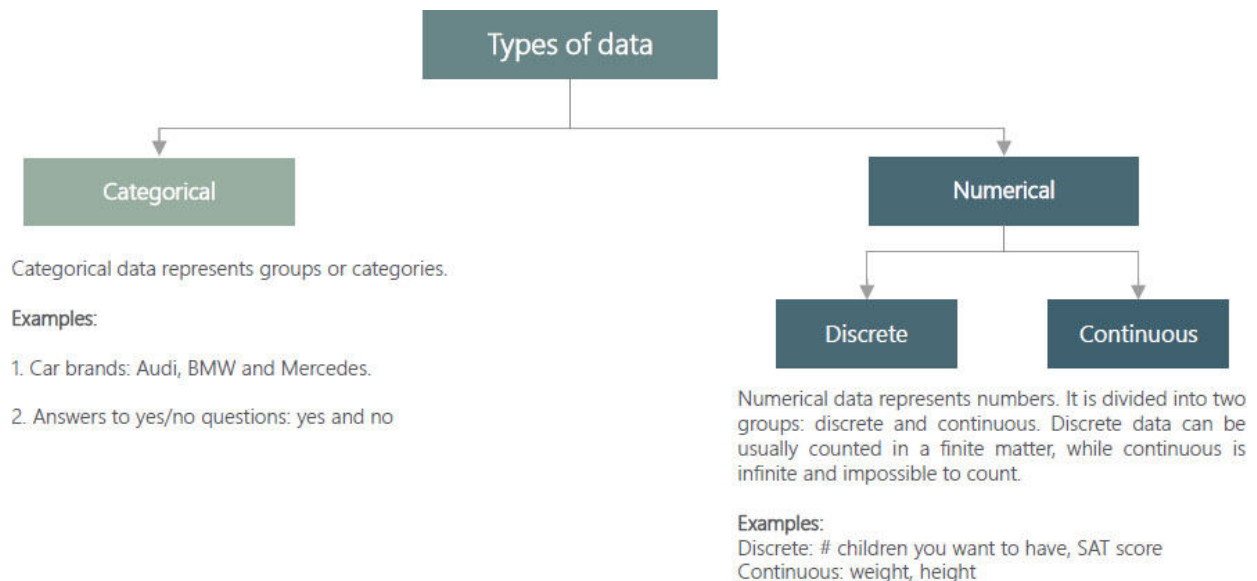 Types of data
Categorical
Numerical
Categorical data represents groups or categories.
Examples:
1. Car brands: Audi, BMW and Mercedes.
2. Answers to yes/no questions: yes and no
Discrete
Continuous
Numerical data represents numbers. It is divided into two
groups: discrete and continuous. Discrete data can be
usually counted in a finite matter, while continuous is
infinite and impossible to count.
Examples:
Discrete: # children you want to have, SAT score
Continuous: weight, height